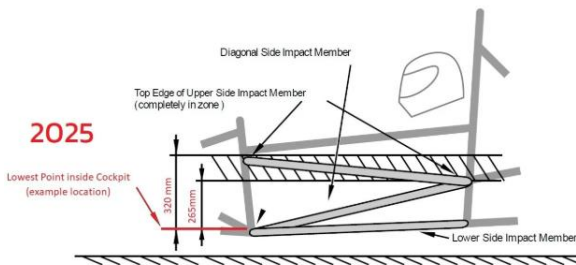 Diagonal Side Impact Member
Top Edge of Upper Side Impact Member
(completely in zone )
2025
Lowest Point inside Cockpit
(example location)
320 mm
265mm
Lower Side Impact Member